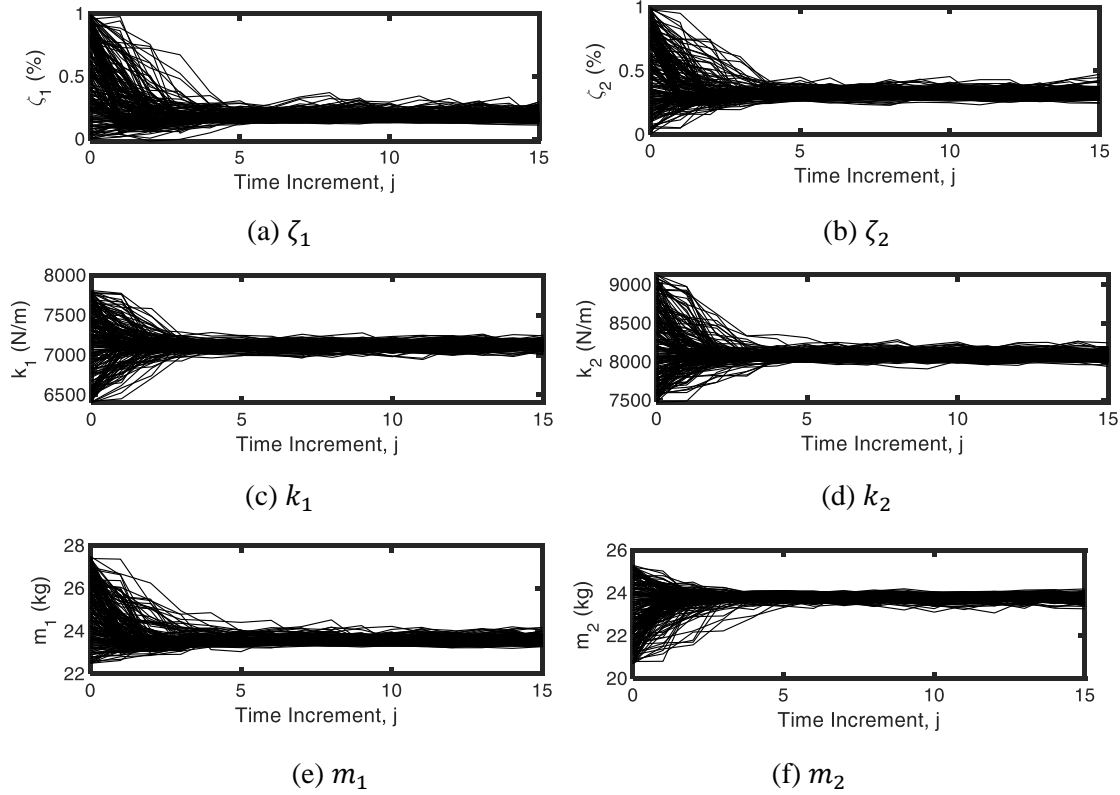 1
0.5
0
ζ1 (%)
0 5 10 15
Time Increment, j
(a) ζ1
1
0.5
0
ζ2 (%)
0 5 10 15
Time Increment, j
(b) ζ2
8000
7500
7000
6500
k1 (N/m)
0 5 10 15
Time Increment, j
(c) k1
9000
8500
8000
7500
k2 (N/m)
0 5 10 15
Time Increment, j
(d) k2
28
26
24
22
m1 (kg)
0 5 10 15
Time Increment, j
(e) m1
26
24
22
20
m2 (kg)
0 5 10 15
Time Increment, j
(f) m2